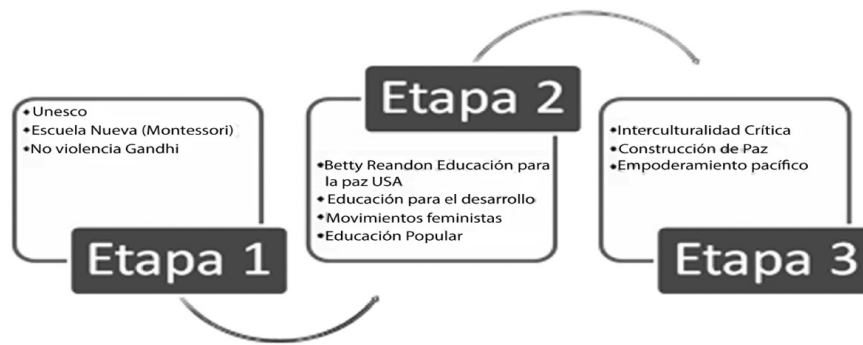 Etapa 1
•Unesco
•Escuela Nueva (Montessori)
•No violencia Gandhi
Etapa 2
•Betty Reandon Educación para
la paz USA
• Educación para el desarrollo
•Movimientos feministas
•Educación Popular
Etapa 3
•Interculturalidad Crítica
•Construcción de Paz
•Empoderamiento pacífico